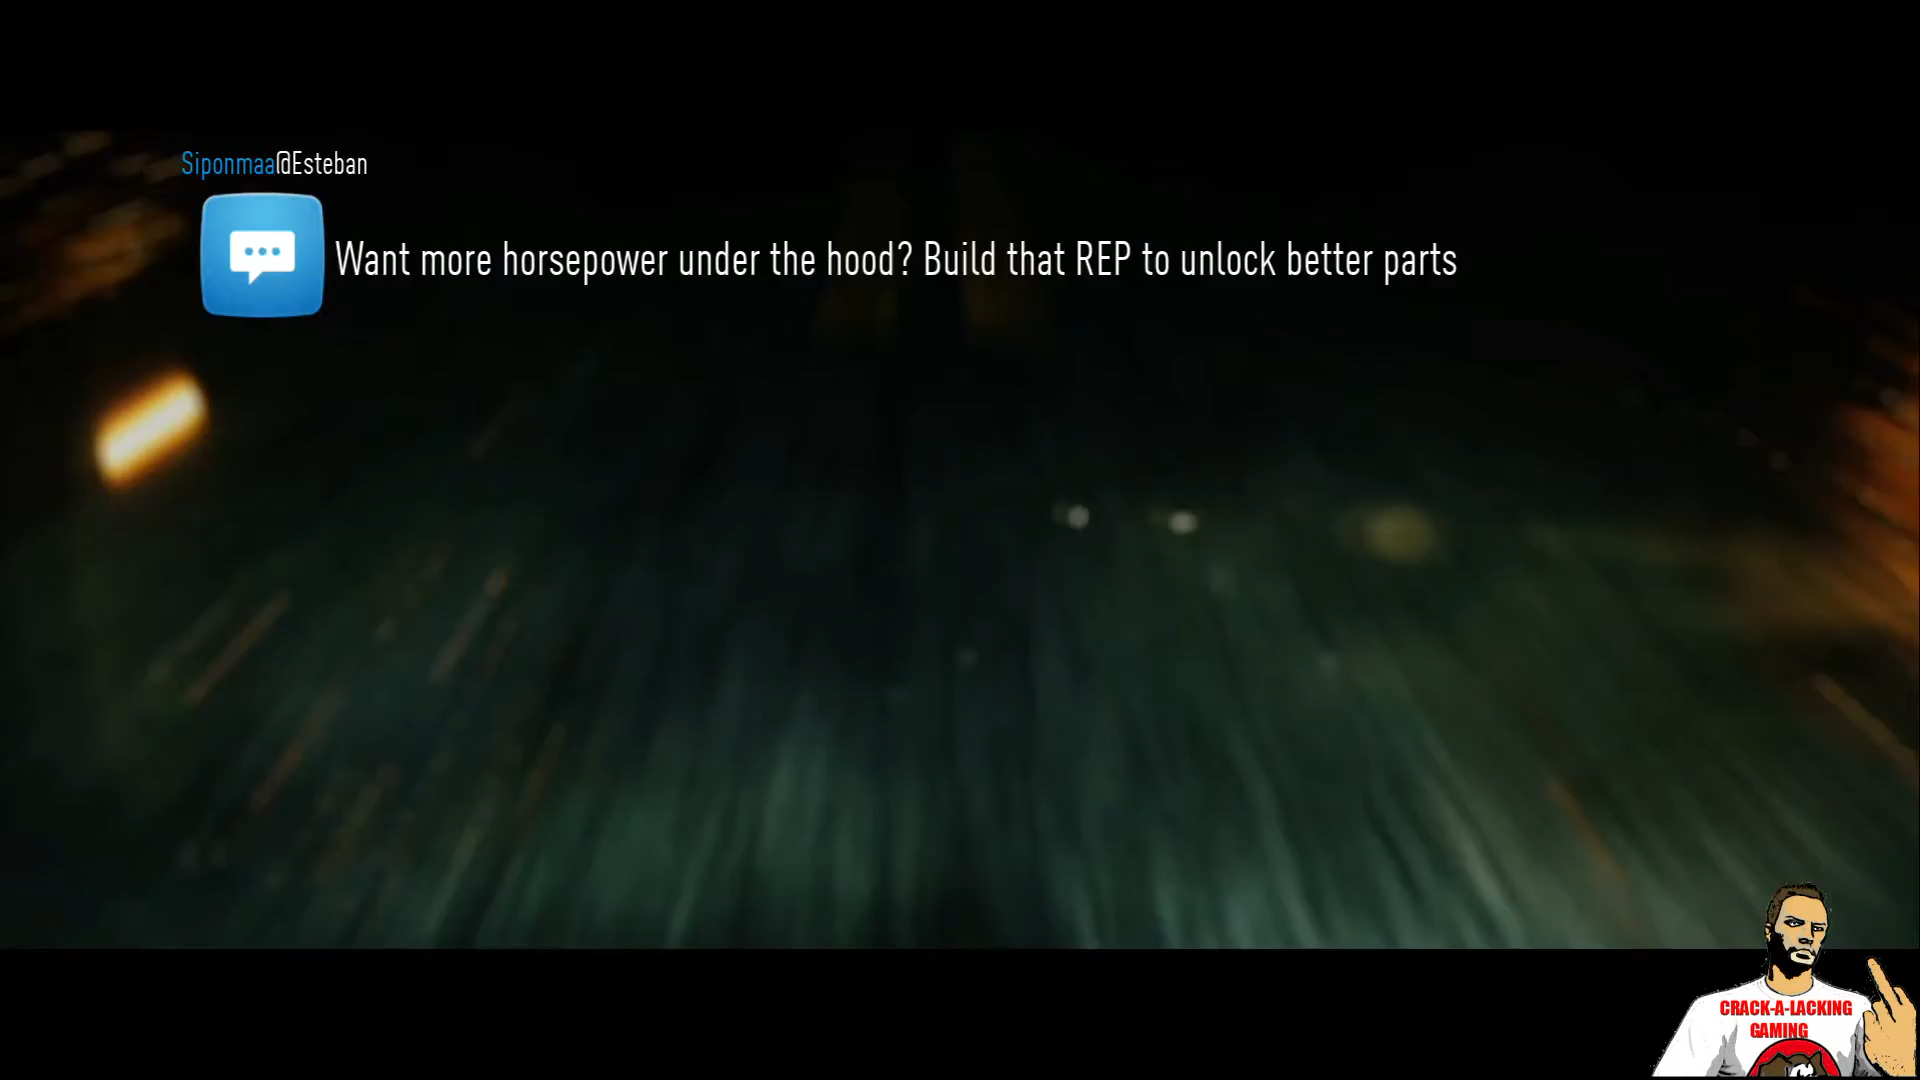 Siponmaa@Esteban
Want more horsepower under the hood? Build that REP to unlock better parts
CRACK-A-LACKING
GAMING